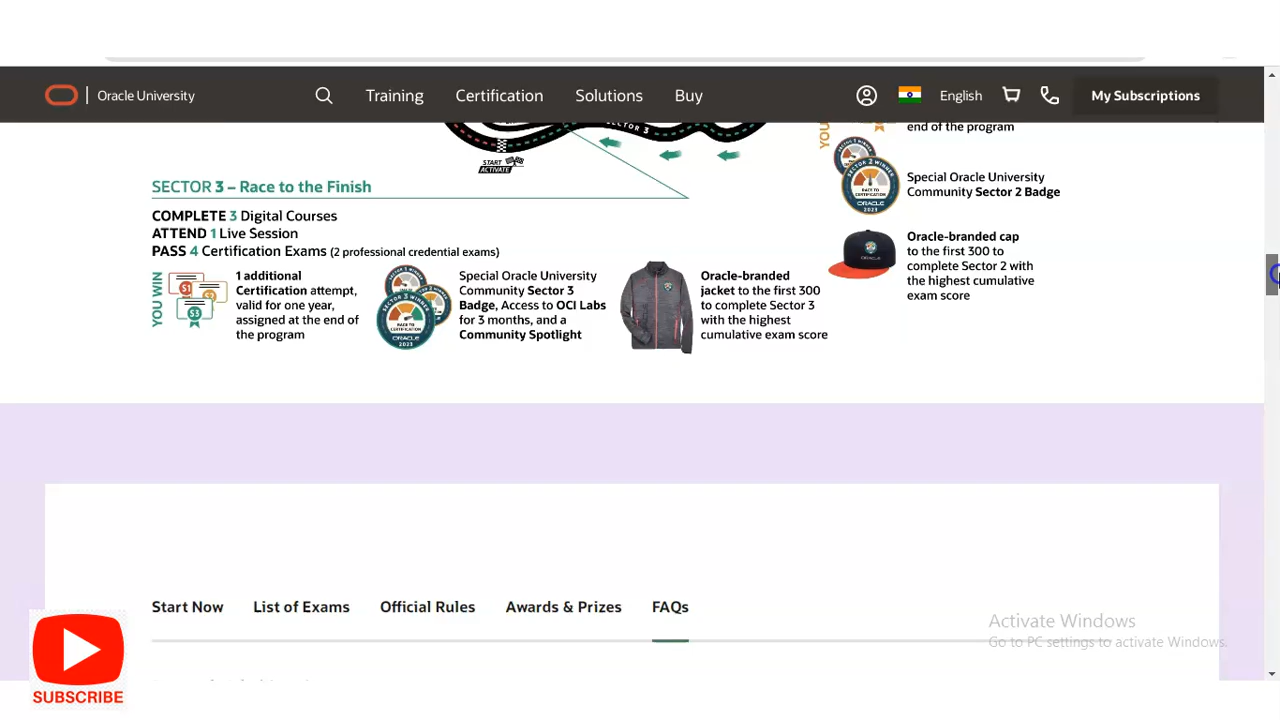 Oracle University
Training
Certification
Solutions
Buy
English
My Subscriptions
SECTOR 3
START
ACTIVATE
YOU
end of the program
Special Oracle University
Community Sector 2 Badge
SECTOR 3 – Race to the Finish
COMPLETE 3 Digital Courses
ATTEND 1 Live Session
PASS 4 Certification Exams (2 professional credential exams)
YOU WIN
1 additional
Certification attempt,
valid for one year,
assigned at the end of
the program
Special Oracle University
Community Sector 3
Badge, Access to OCI Labs
for 3 months, and a
Community Spotlight
Oracle-branded
jacket to the first 300
to complete Sector 3
with the highest
cumulative exam score
Oracle-branded cap
to the first 300 to
complete Sector 2 with
the highest cumulative
exam score
Start Now
List of Exams
Official Rules
Awards & Prizes
FAQs
Activate Windows
Go to PC settings to activate Windows.
SUBSCRIBE